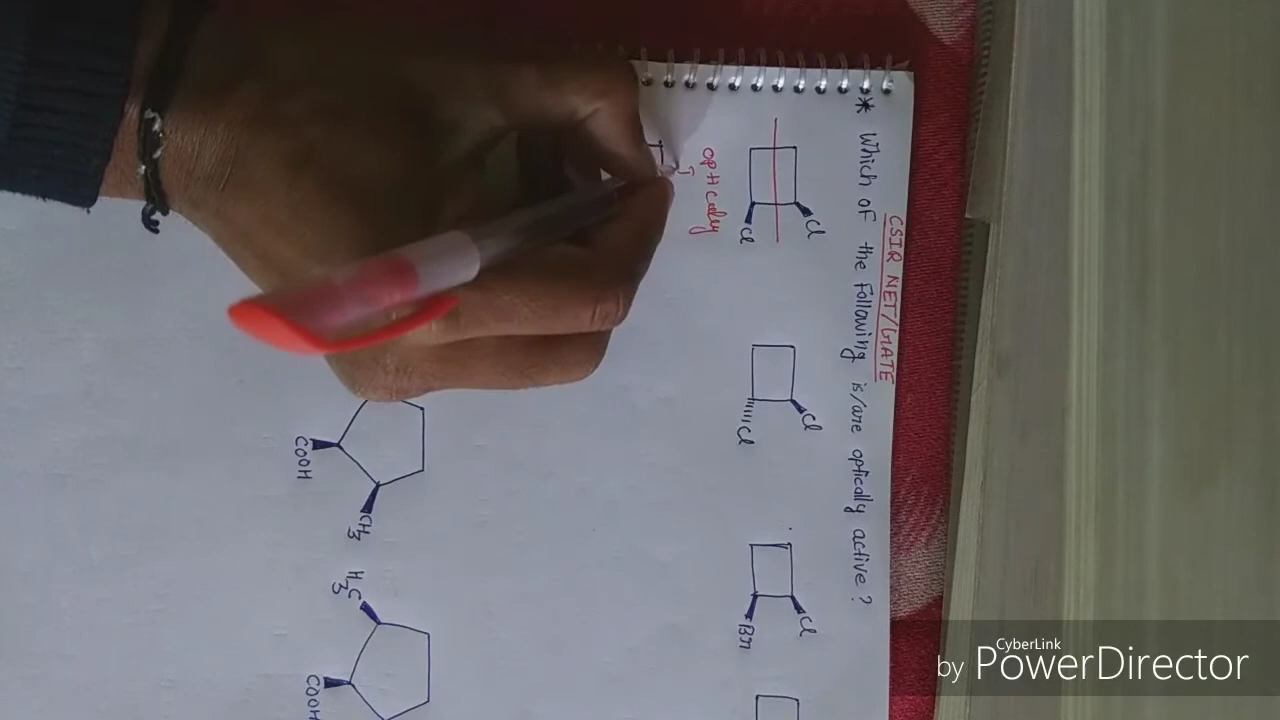 CSIR NET/GATE
* Which of the following is/are optically active?
Cl
Cl
Cl
Cl
Cl
Br
optically
COOH
CH3
H3C
COOH
CyberLink
by PowerDirector